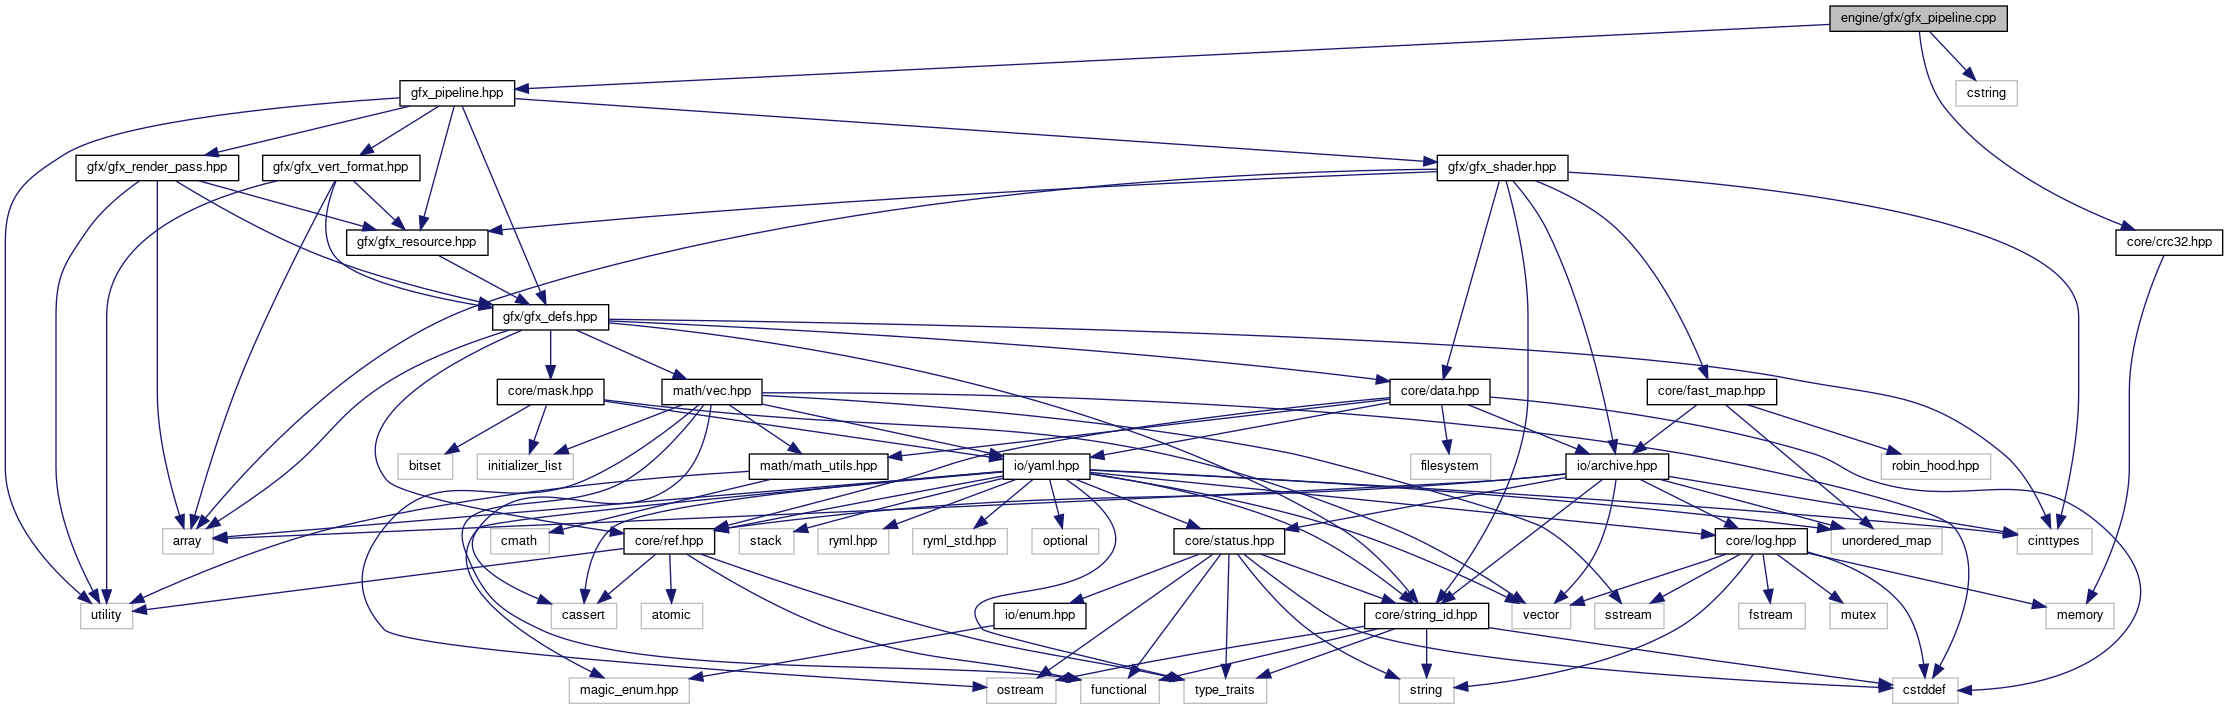 engine/gfx/gfx_pipeline.cpp
gfx_pipeline.hpp
cstring
gfx/gfx_render_pass.hpp
gfx/gfx_vert_format.hpp
gfx/gfx_shader.hpp
gfx/gfx_resource.hpp
core/crc32.hpp
gfx/gfx_defs.hpp
core/mask.hpp
math/vec.hpp
core/data.hpp
core/fast_map.hpp
bitset
initializer_list
math/math_utils.hpp
io/yaml.hpp
filesystem
io/archive.hpp
robin_hood.hpp
array
cmath
core/ref.hpp
stack
ryml.hpp
ryml_std.hpp
optional
core/status.hpp
core/log.hpp
unordered_map
cinttypes
utility
cassert
atomic
io/enum.hpp
core/string_id.hpp
vector
sstream
fstream
mutex
memory
magic_enum.hpp
ostream
functional
type_traits
string
cstddef